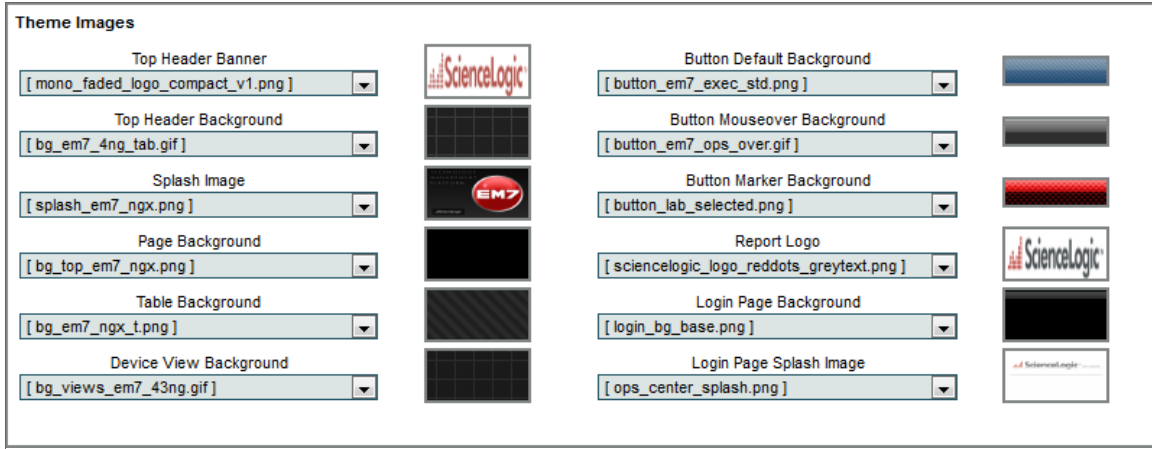 Theme Images
Top Header Banner
[ mono_faded_logo_compact_v1.png ]
ScienceLogic
Button Default Background
[ button_em7_exec_std.png ]
Top Header Background
[ bg_em7_4ng_tab.gif ]
Button Mouseover Background
[ button_em7_ops_over.gif ]
Splash Image
[ splash_em7_ngx.png ]
EM7
Button Marker Background
[ button_lab_selected.png ]
Page Background
[ bg_top_em7_ngx.png ]
Report Logo
[ sciencelogic_logo_reddots_greytext.png ]
ScienceLogic
Table Background
[ bg_em7_ngx_t.png ]
Login Page Background
[ login_bg_base.png ]
Device View Background
[ bg_views_em7_43ng.gif ]
Login Page Splash Image
[ ops_center_splash.png ]
ScienceLogic